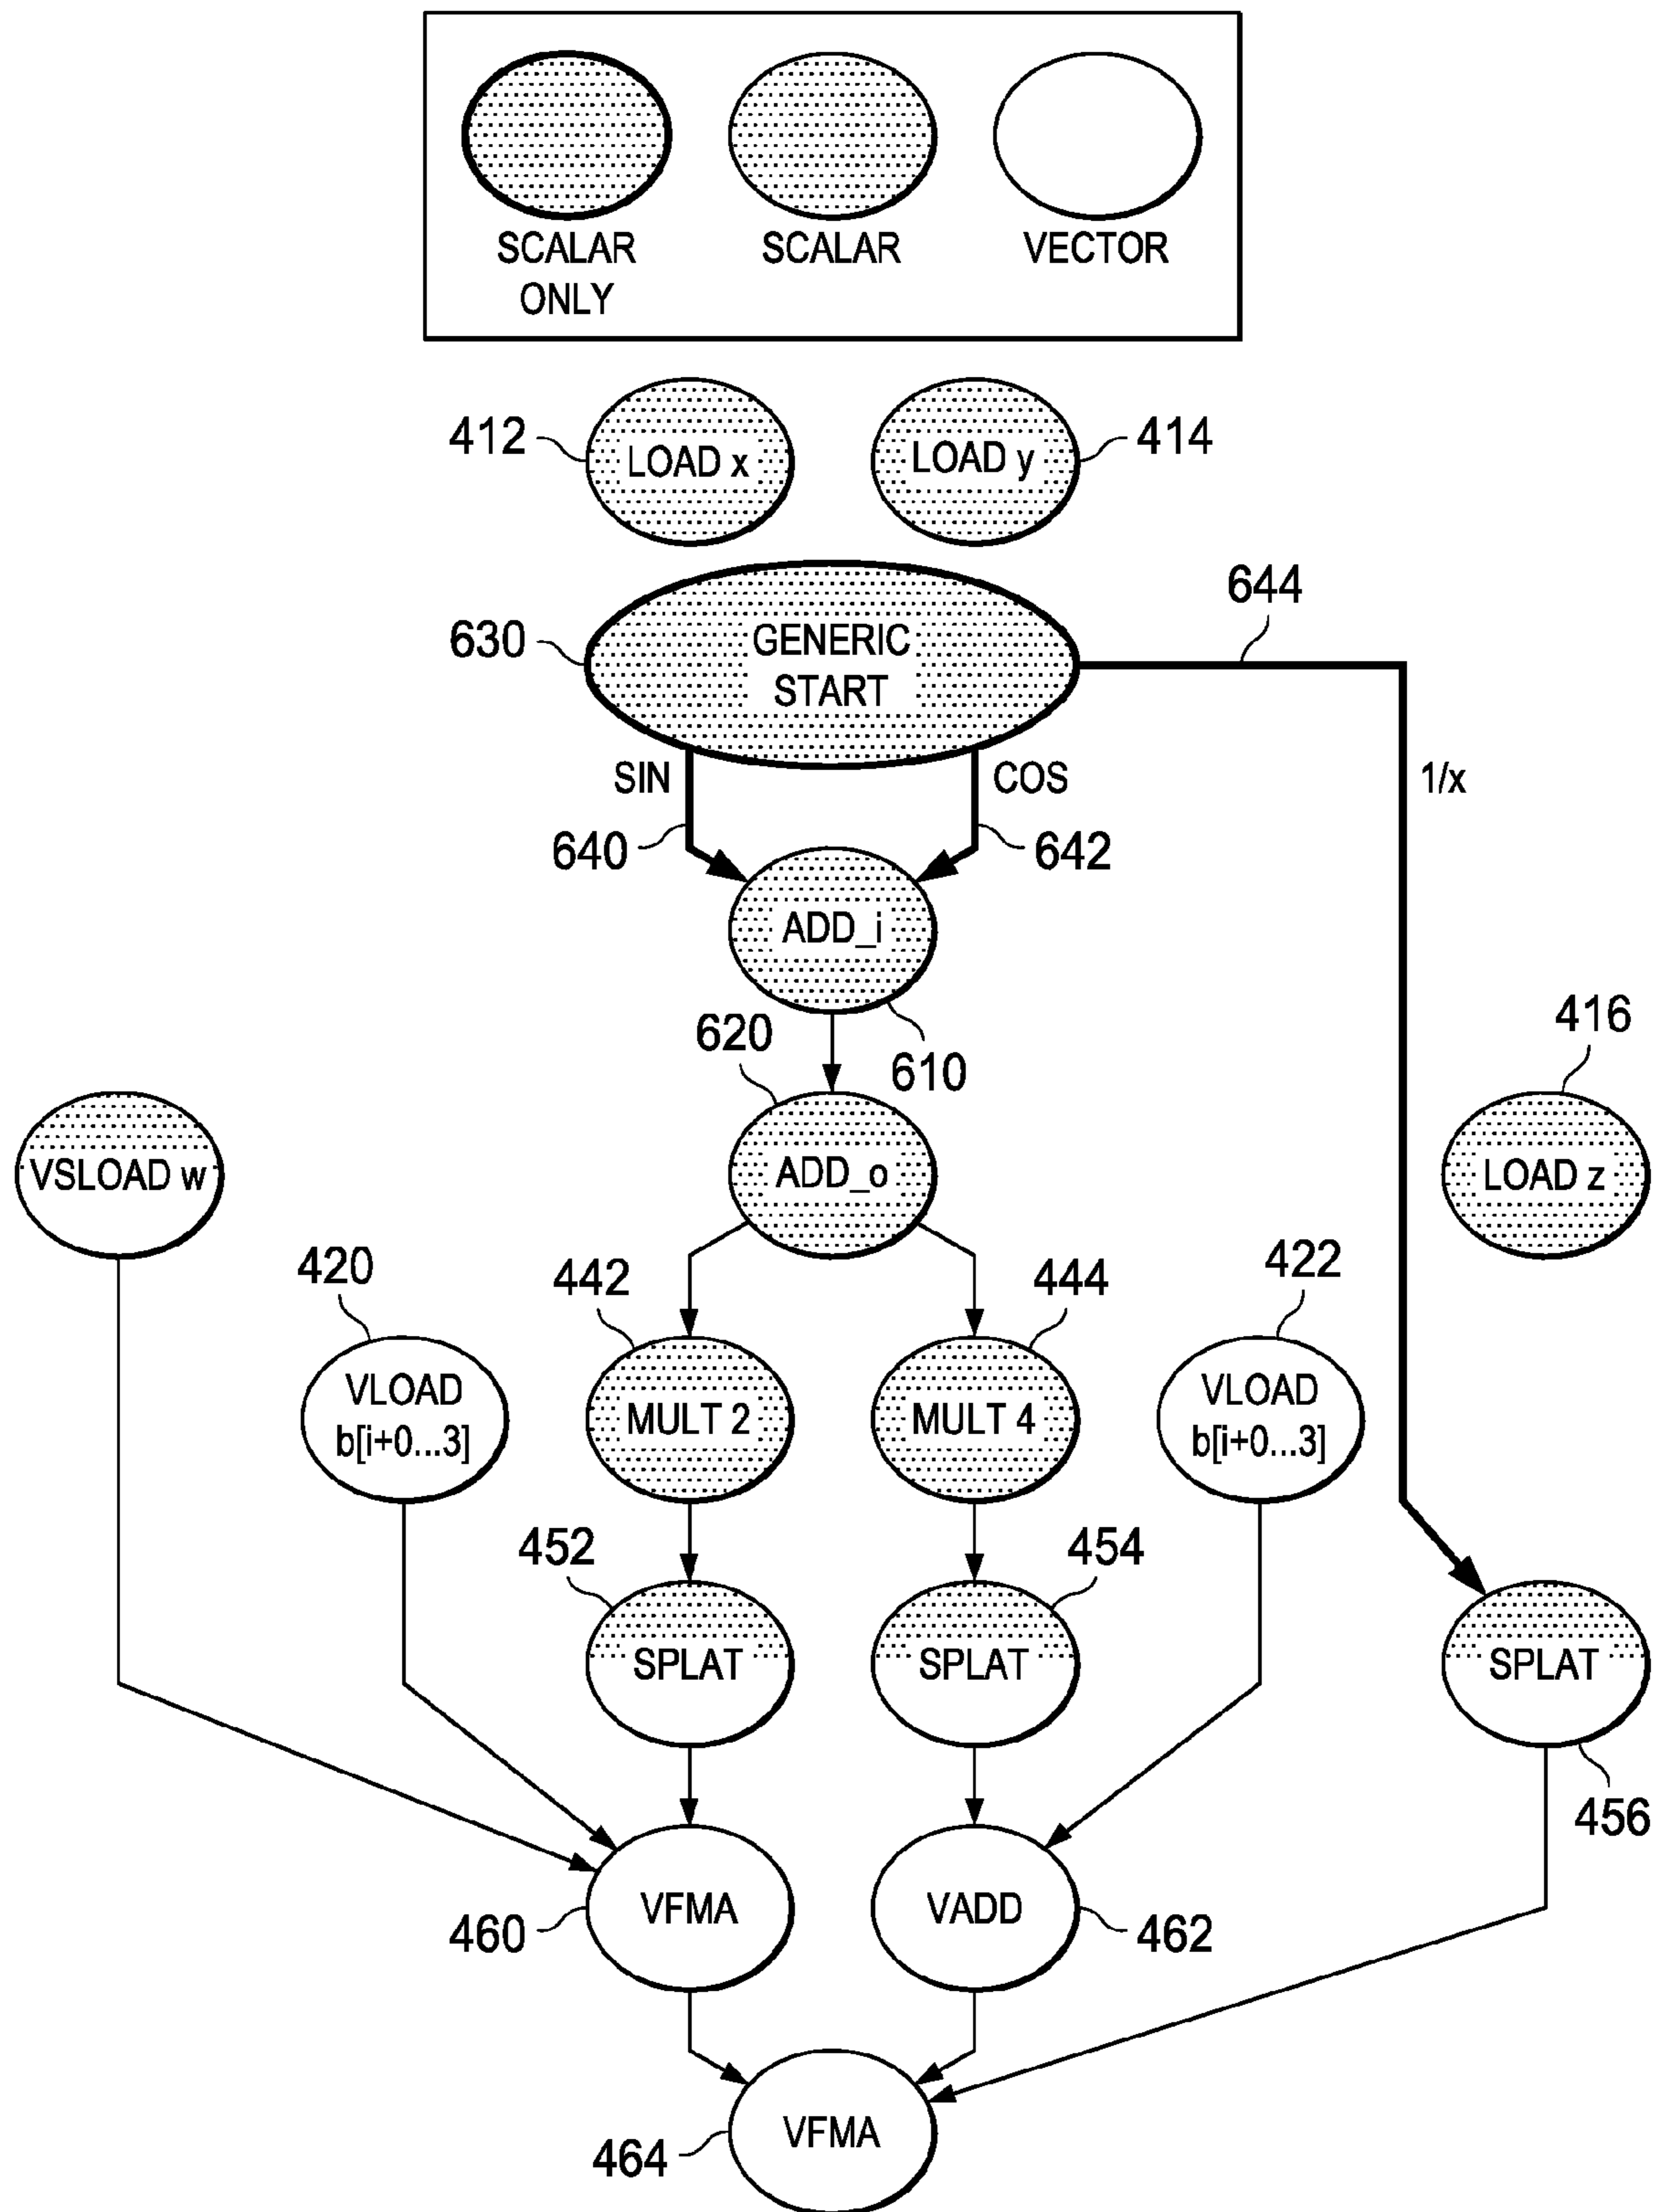 SCALAR
ONLY
SCALAR
VECTOR
412
LOAD x
LOAD y
414
644
630
GENERIC
START
SIN
COS
1/x
640
642
ADD_i
416
620
610
VSLOAD w
ADD_o
LOAD z
420
442
444
422
VLOAD
b[i+0...3]
MULT 2
MULT 4
VLOAD
b[i+0...3]
452
454
SPLAT
SPLAT
SPLAT
456
VFMA
VADD
460
462
VFMA
464